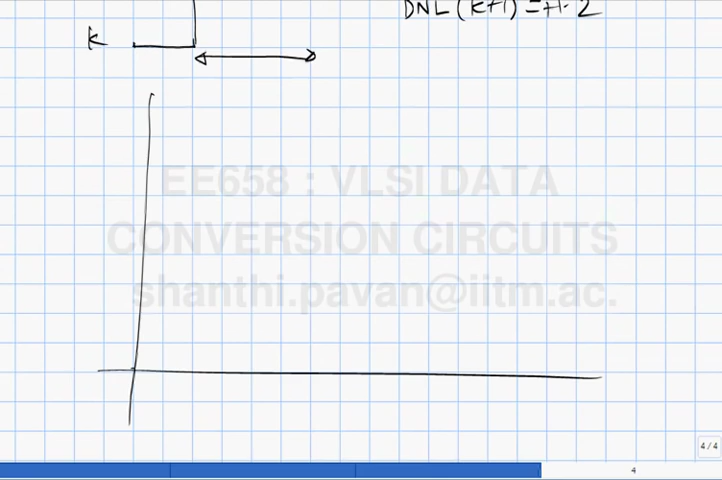 DNL (K+1) = +1.2
K
EE658 : VLSI DATA
CONVERSION CIRCUITS
shanthi.pavan@iitm.ac.
4/4
4